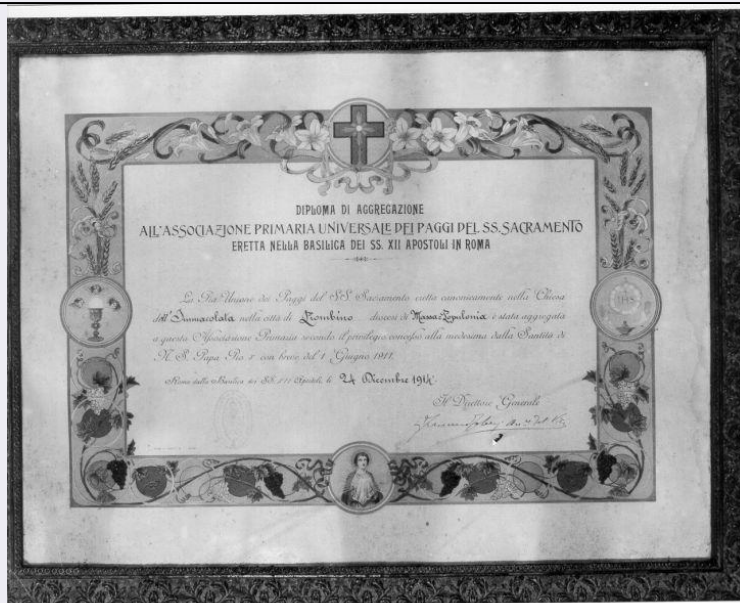 DIPLOMA DI AGGREGAZIONE
ALL'ASSOCIAZIONE PRIMARIA UNIVERSALE DEI PAGGI DEL SS. SACRAMENTO
ERETTA NELLA BASILICA DEI SS. XII APOSTOLI IN ROMA
La Pia Unione dei Paggi del SS. Sacramento eretta canonicamente nella Chiesa
dell'Immacolata nella città di Piombino diocesi di Massa-Populonia è stata aggregata
a questa Associazione Primaria secondo il privilegio concesso alla medesima dalla Santità di
N. S. Papa Pio X con breve del 1 Giugno 1911.
Roma dalla Basilica dei SS. XII Apostoli, li 24 Dicembre 1914
Il Direttore Generale